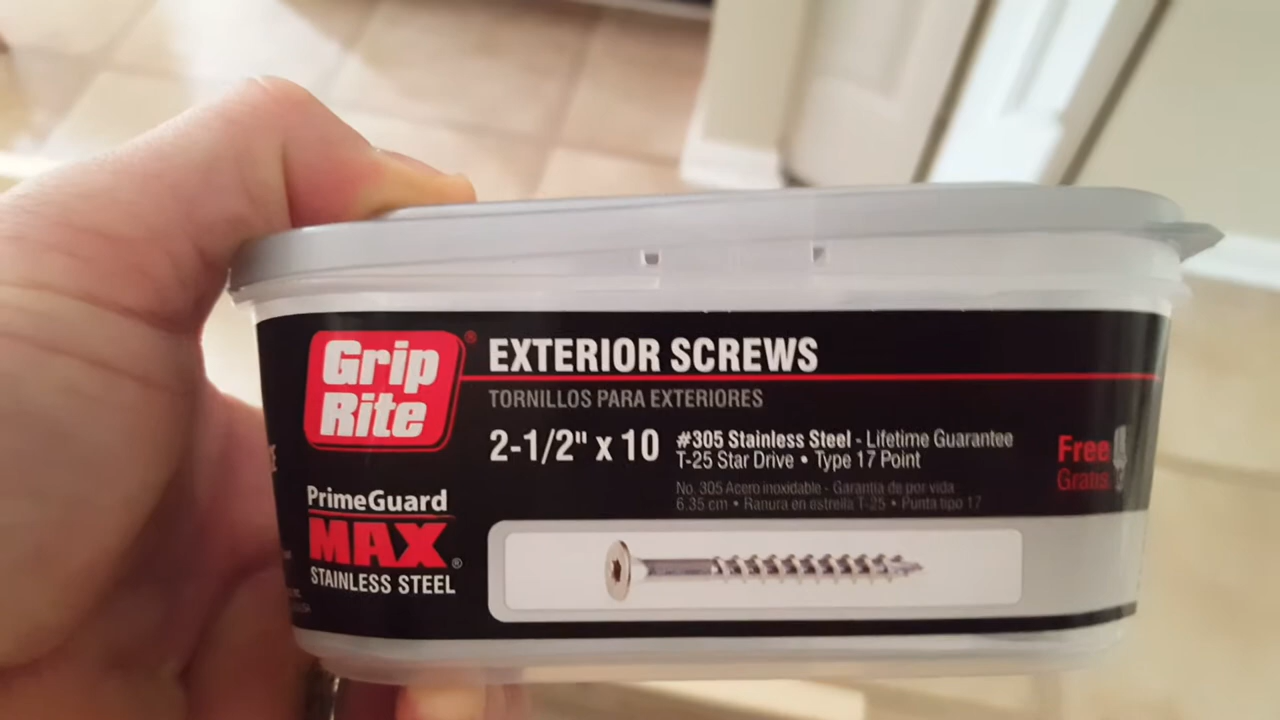 Grip
Rite®
EXTERIOR SCREWS
TORNILLOS PARA EXTERIORES
2-1/2" x 10
#305 Stainless Steel - Lifetime Guarantee
T-25 Star Drive • Type 17 Point
No. 305 Acero inoxidable - Garantía de por vida
6.35 cm • Ranura en estrella T-25 • Punta tipo 17
Free
Gratis
PrimeGuard
MAX®
STAINLESS STEEL